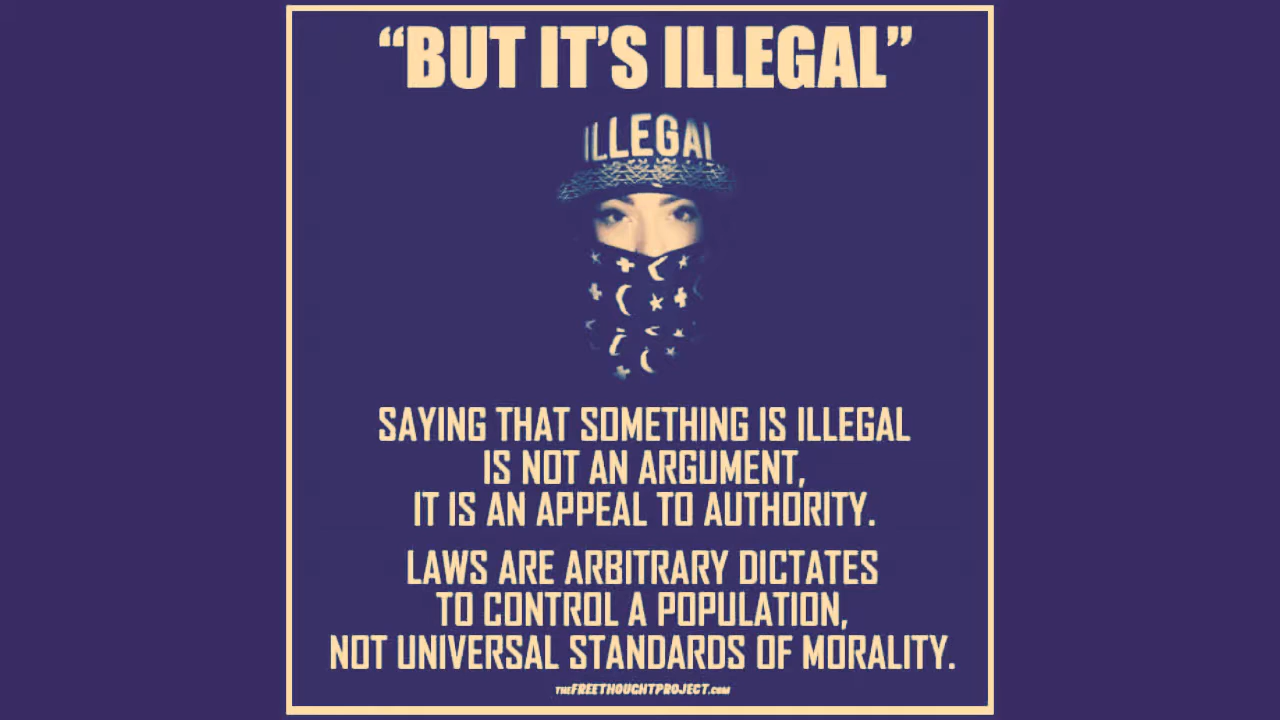 “BUT IT’S ILLEGAL”
ILLEGAL
SAYING THAT SOMETHING IS ILLEGAL
IS NOT AN ARGUMENT,
IT IS AN APPEAL TO AUTHORITY.
LAWS ARE ARBITRARY DICTATES
TO CONTROL A POPULATION,
NOT UNIVERSAL STANDARDS OF MORALITY.
THEFREETHOUGHTPROJECT.COM